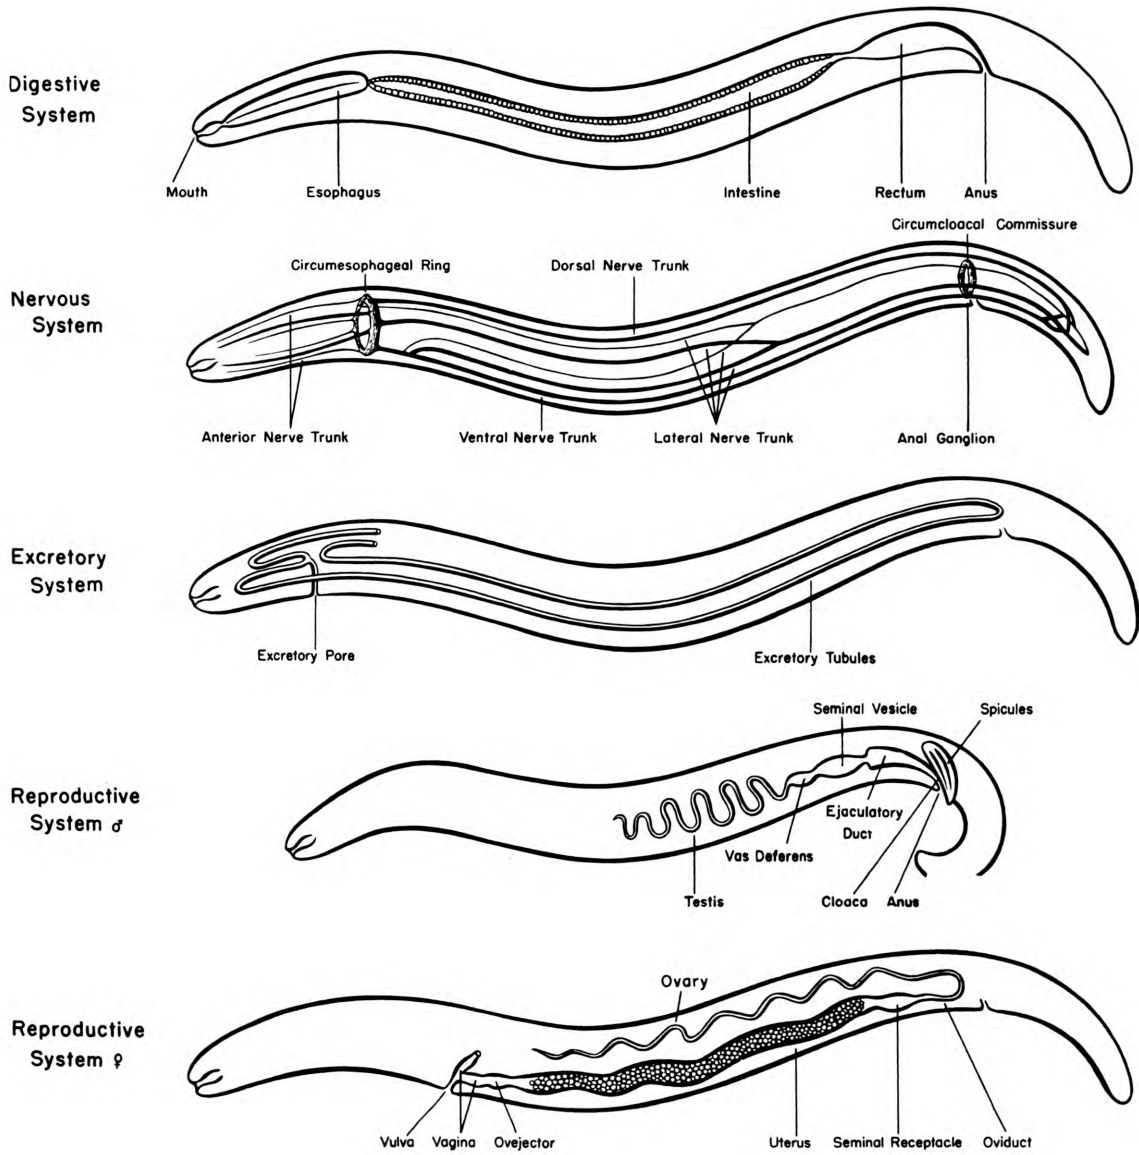 Digestive
System
Mouth
Esophagus
Intestine
Rectum
Anus
Nervous
System
Circumcloacal Commissure
Circumesophageal Ring
Dorsal Nerve Trunk
Anterior Nerve Trunk
Ventral Nerve Trunk
Lateral Nerve Trunk
Anal Ganglion
Excretory
System
Excretory Pore
Excretory Tubules
Reproductive
System ♂
Seminal Vesicle
Spicules
Ejaculatory
Duct
Vas Deferens
Testis
Cloaca
Anus
Reproductive
System ♀
Ovary
Vulva
Vagina
Ovejector
Uterus
Seminal Receptacle
Oviduct